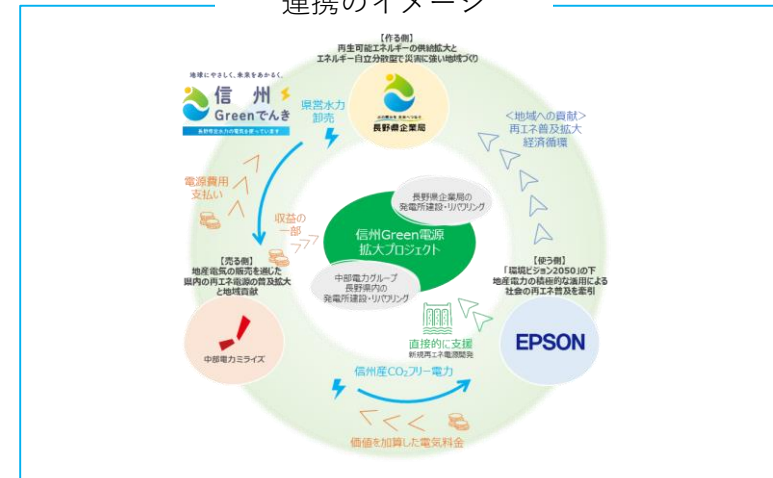 連携のイメージ
【作る側】
再生可能エネルギーの供給拡大と
エネルギー自立分散型で災害に強い地域づくり
地球にやさしく、未来をあかるく。
信州
Greenでんき
長野県営水力の電気を使っています
県営水力
卸売
長野県企業局
<地域への貢献>
再エネ普及拡大
経済循環
電源費用
支払い
収益の
一部
長野県企業局の
発電所建設・リパワリング
信州Green電源
拡大プロジェクト
中部電力グループ
長野県内の
発電所建設・リパワリング
【売る側】
地産電気の販売を通じた
県内の再エネ電源の普及拡大
と地域貢献
中部電力ミライズ
【使う側】
「環境ビジョン2050」の下
地産電力の積極的な活用による
社会の再エネ普及を牽引
EPSON
直接的に支援
新規再エネ電源開発
信州産CO₂フリー電力
価値を加算した電気料金